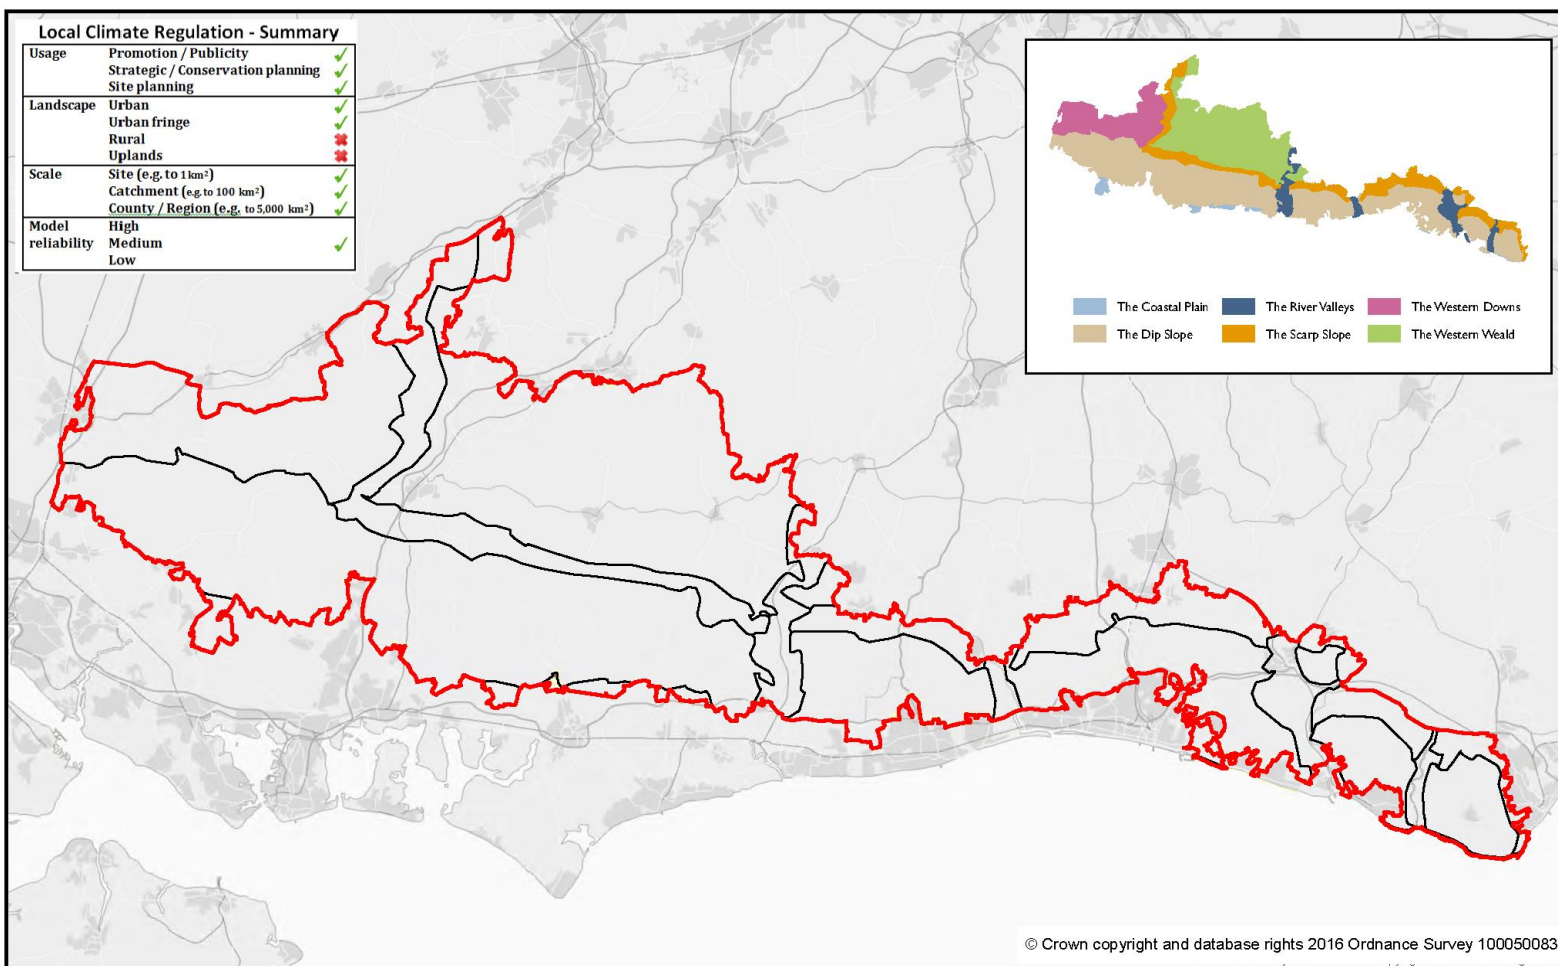 Local Climate Regulation - Summary
Usage Promotion / Publicity ✓
Strategic / Conservation planning ✓
Site planning ✓
Landscape Urban ✓
Urban fringe ✓
Rural ✖
Uplands ✖
Scale Site (e.g. to 1 km²) ✓
Catchment (e.g. to 100 km²) ✓
County / Region (e.g. to 5,000 km²) ✓
Model High
reliability Medium ✓
Low
The Coastal Plain The River Valleys The Western Downs
The Dip Slope The Scarp Slope The Western Weald
© Crown copyright and database rights 2016 Ordnance Survey 100050083